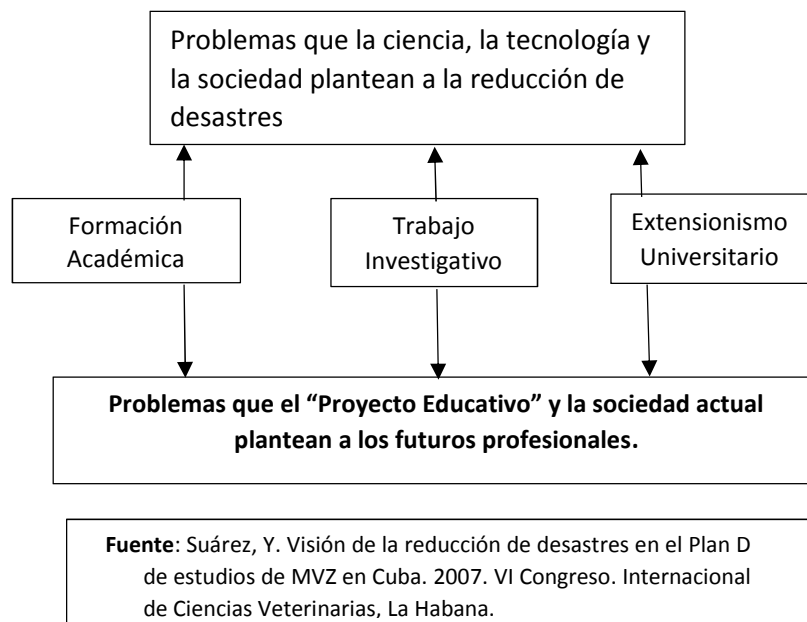 Problemas que la ciencia, la tecnología y
la sociedad plantean a la reducción de
desastres
Formación
Académica
Trabajo
Investigativo
Extensionismo
Universitario
Problemas que el “Proyecto Educativo” y la sociedad actual
plantean a los futuros profesionales.
Fuente: Suárez, Y. Visión de la reducción de desastres en el Plan D
de estudios de MVZ en Cuba. 2007. VI Congreso. Internacional
de Ciencias Veterinarias, La Habana.